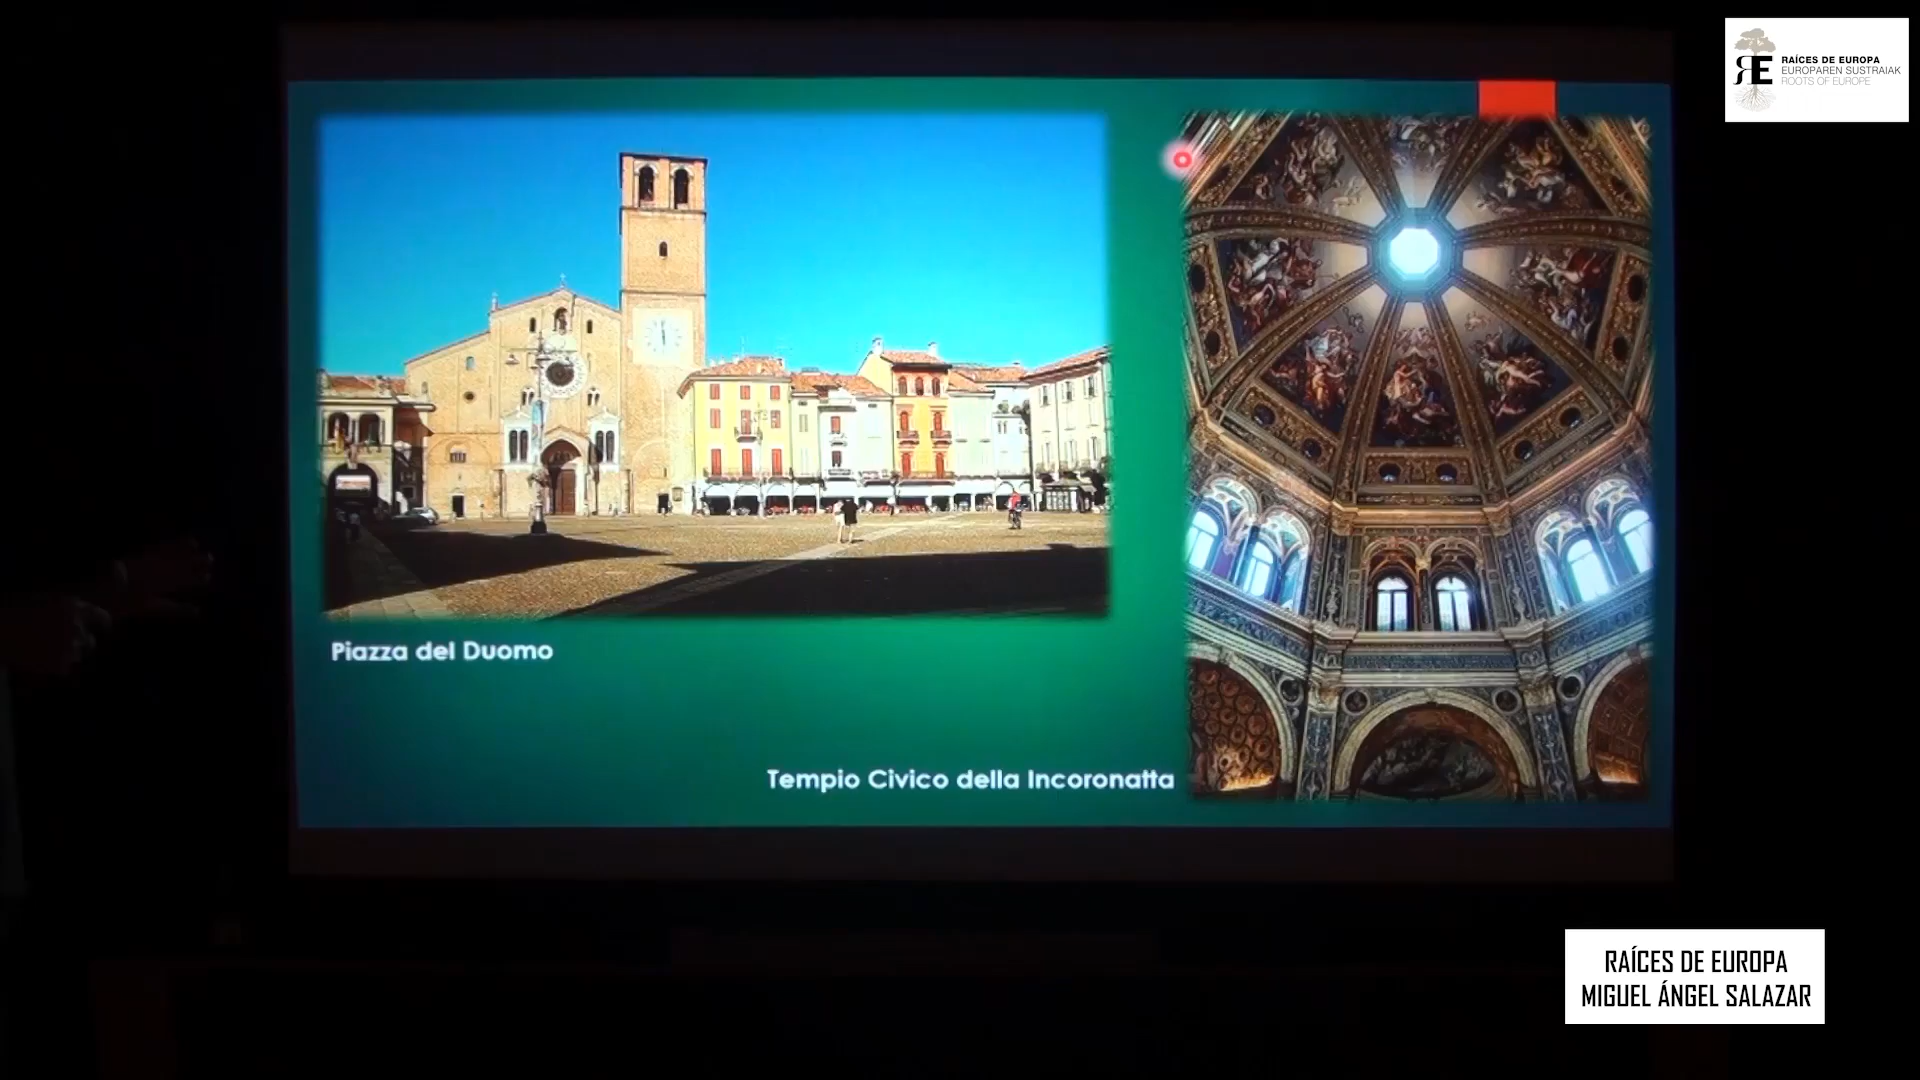 RAÍCES DE EUROPA
EUROPAREN SUSTRAIAK
ROOTS OF EUROPE
RE
Piazza del Duomo
Tempio Civico della Incoronatta
RAÍCES DE EUROPA
MIGUEL ÁNGEL SALAZAR